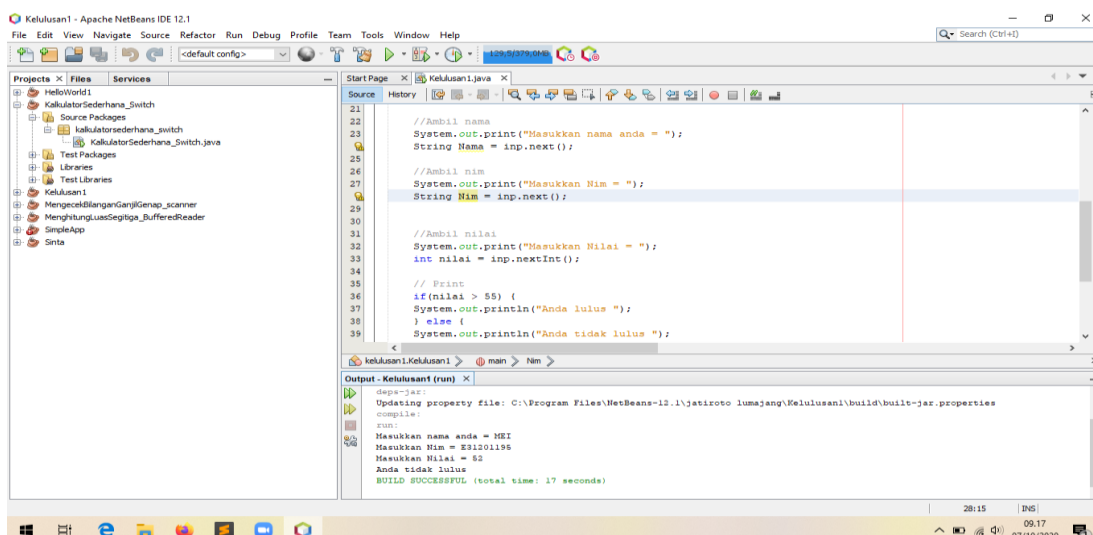 Kelulusan1 - Apache NetBeans IDE 12.1
File Edit View Navigate Source Refactor Run Debug Profile Team Tools Window Help
Search (Ctrl+I)
<default config>
129,5/379,0MB
Projects Files Services
HelloWorld1
KalkulatorSederhana_Switch
Source Packages
kalkulatorsederhana_switch
KalkulatorSederhana_Switch.java
Test Packages
Libraries
Test Libraries
Kelulusan1
MengecekBilanganGanjilGenap_scanner
MenghitungLuasSegitiga_BufferedReader
SimpleApp
Sinta
Start Page Kelulusan1.java
Source History
21
22 //Ambil nama
23 System.out.print("Masukkan nama anda = ");
String Nama = inp.next();
25
26 //Ambil nim
27 System.out.print("Masukkan Nim = ");
String Nim = inp.next();
29
30
31 //Ambil nilai
32 System.out.print("Masukkan Nilai = ");
33 int nilai = inp.nextInt();
34
35 // Print
36 if(nilai > 55) {
37 System.out.println("Anda lulus ");
38 } else {
39 System.out.println("Anda tidak lulus ");
kelulusan1.Kelulusan1 main Nim
Output - Kelulusan1 (run)
deps-jar:
Updating property file: C:\Program Files\NetBeans-12.1\jatiroto lumajang\Kelulusan1\build\built-jar.properties
compile:
run:
Masukkan nama anda = MEI
Masukkan Nim = E31201195
Masukkan Nilai = 52
Anda tidak lulus
BUILD SUCCESSFUL (total time: 17 seconds)
28:15 INS
09.17